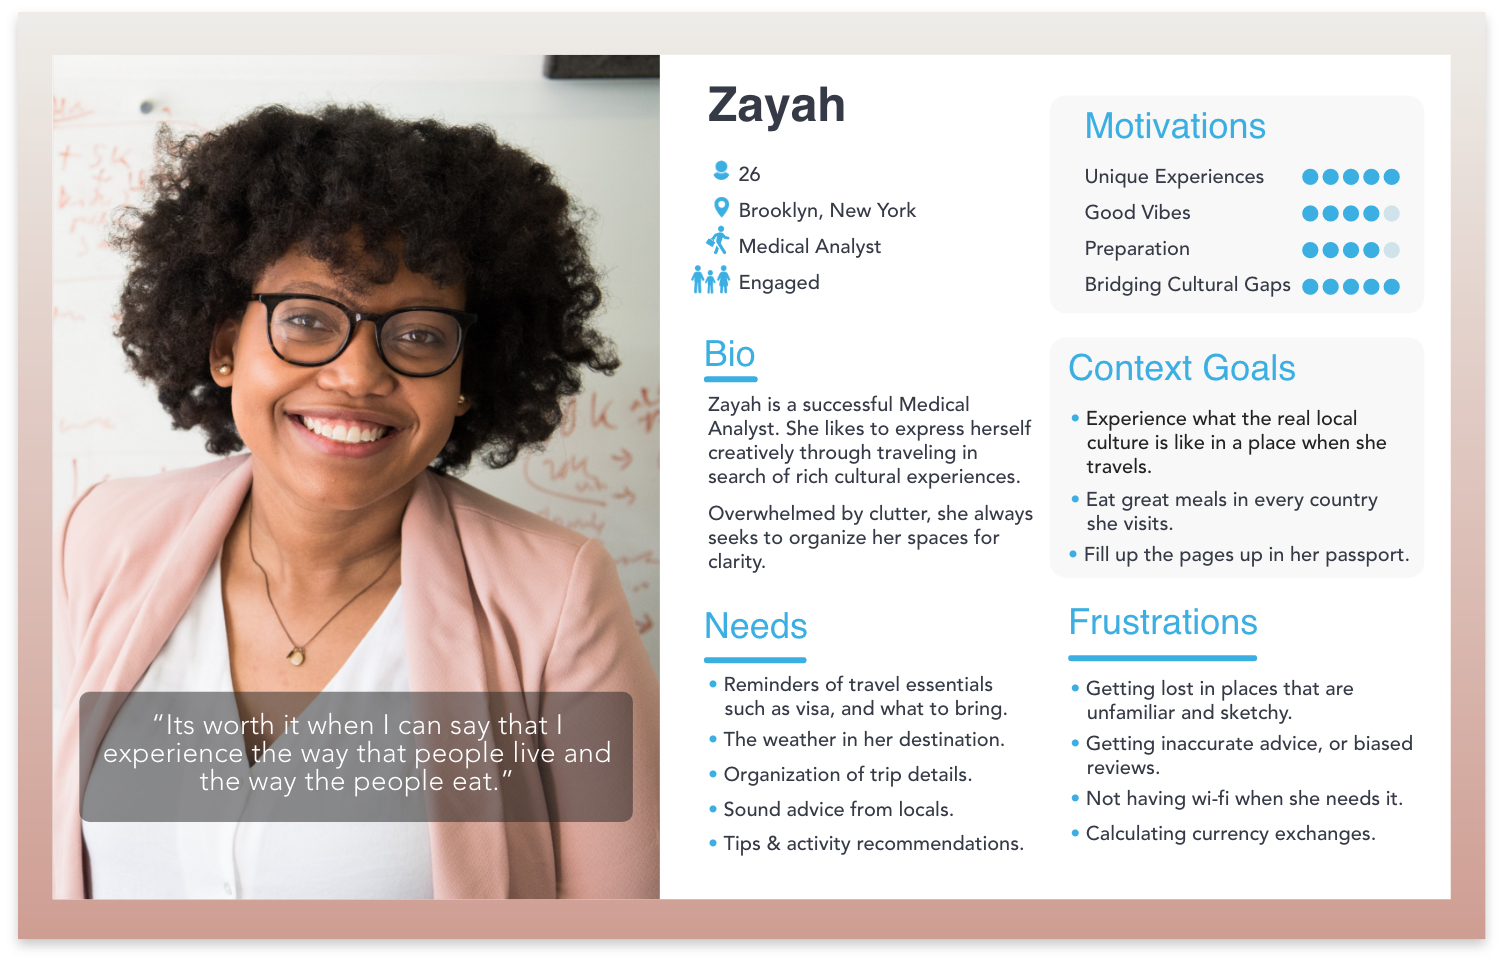 Zayah
26
Brooklyn, New York
Medical Analyst
Engaged
Bio
Zayah is a successful Medical
Analyst. She likes to express herself
creatively through traveling in
search of rich cultural experiences.
Overwhelmed by clutter, she always
seeks to organize her spaces for
clarity.
Needs
• Reminders of travel essentials
such as visa, and what to bring.
• The weather in her destination.
• Organization of trip details.
• Sound advice from locals.
• Tips & activity recommendations.
Motivations
Unique Experiences
Good Vibes
Preparation
Bridging Cultural Gaps
Context Goals
• Experience what the real local
culture is like in a place when she
travels.
• Eat great meals in every country
she visits.
• Fill up the pages up in her passport.
Frustrations
• Getting lost in places that are
unfamiliar and sketchy.
• Getting inaccurate advice, or biased
reviews.
• Not having wi-fi when she needs it.
• Calculating currency exchanges.
“Its worth it when I can say that I
experience the way that people live and
the way the people eat.”